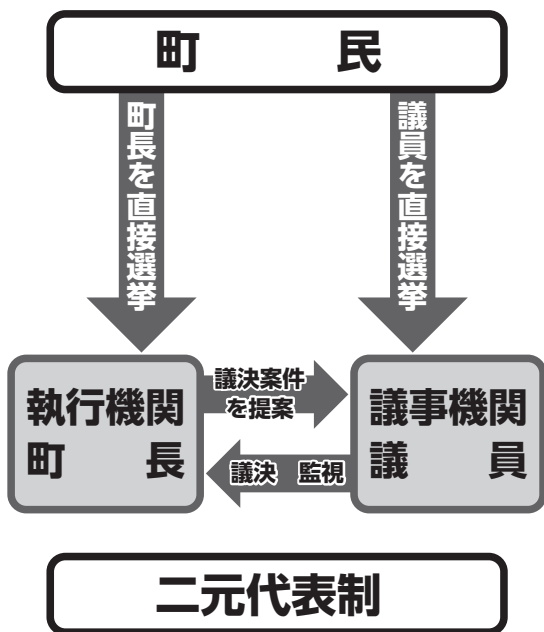 町　　　民
町長を直接選挙
議員を直接選挙
執行機関
町　　長
議決案件
を提案
議決　監視
議事機関
議　　員
二元代表制